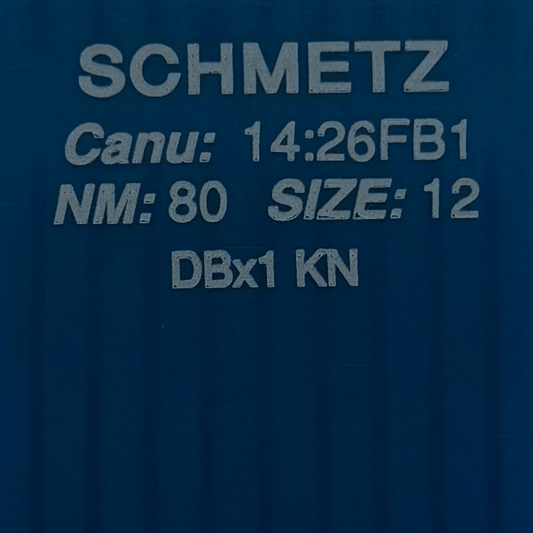 SCHMETZ
Canu: 14:26FB1
NM: 80 SIZE: 12
DBx1 KN